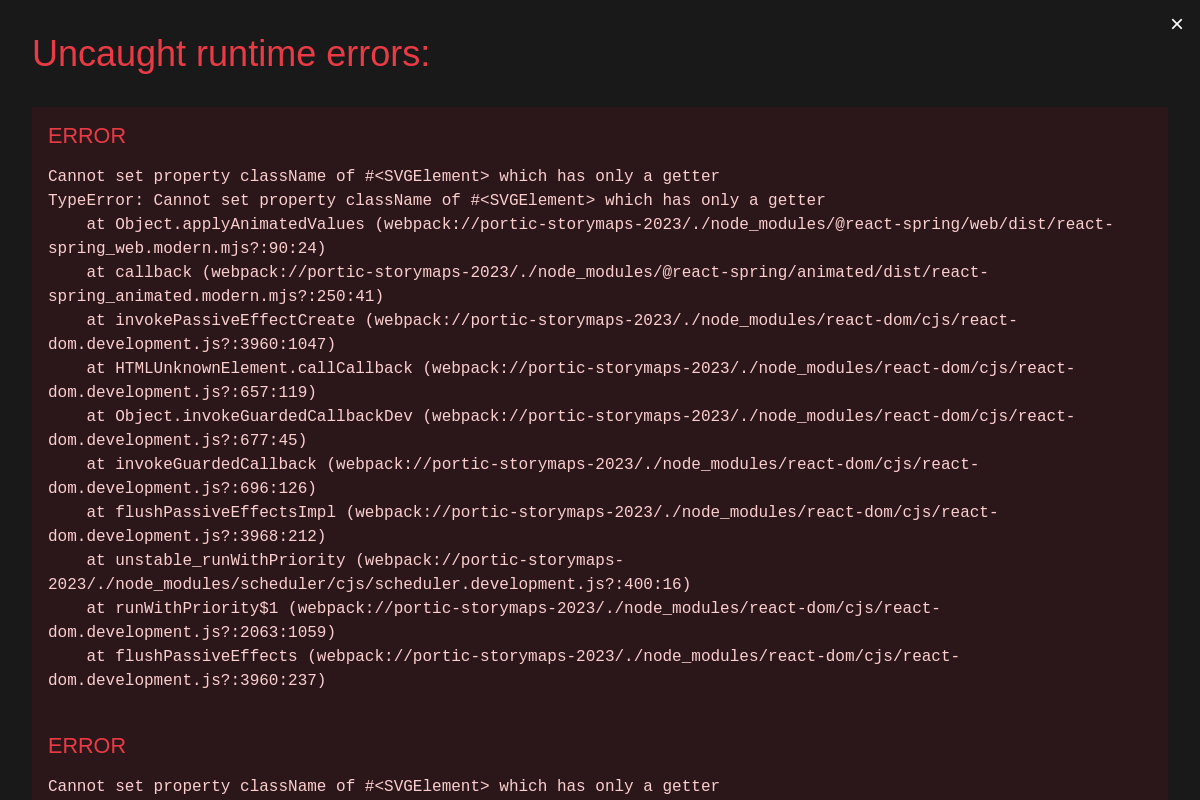 ×
Uncaught runtime errors:
ERROR
Cannot set property className of #<SVGElement> which has only a getter
TypeError: Cannot set property className of #<SVGElement> which has only a getter
    at Object.applyAnimatedValues (webpack://portic-storymaps-2023/./node_modules/@react-spring/web/dist/react-
spring_web.modern.mjs?:90:24)
    at callback (webpack://portic-storymaps-2023/./node_modules/@react-spring/animated/dist/react-
spring_animated.modern.mjs?:250:41)
    at invokePassiveEffectCreate (webpack://portic-storymaps-2023/./node_modules/react-dom/cjs/react-
dom.development.js?:3960:1047)
    at HTMLUnknownElement.callCallback (webpack://portic-storymaps-2023/./node_modules/react-dom/cjs/react-
dom.development.js?:657:119)
    at Object.invokeGuardedCallbackDev (webpack://portic-storymaps-2023/./node_modules/react-dom/cjs/react-
dom.development.js?:677:45)
    at invokeGuardedCallback (webpack://portic-storymaps-2023/./node_modules/react-dom/cjs/react-
dom.development.js?:696:126)
    at flushPassiveEffectsImpl (webpack://portic-storymaps-2023/./node_modules/react-dom/cjs/react-
dom.development.js?:3968:212)
    at unstable_runWithPriority (webpack://portic-storymaps-
2023/./node_modules/scheduler/cjs/scheduler.development.js?:400:16)
    at runWithPriority$1 (webpack://portic-storymaps-2023/./node_modules/react-dom/cjs/react-
dom.development.js?:2063:1059)
    at flushPassiveEffects (webpack://portic-storymaps-2023/./node_modules/react-dom/cjs/react-
dom.development.js?:3960:237)
ERROR
Cannot set property className of #<SVGElement> which has only a getter